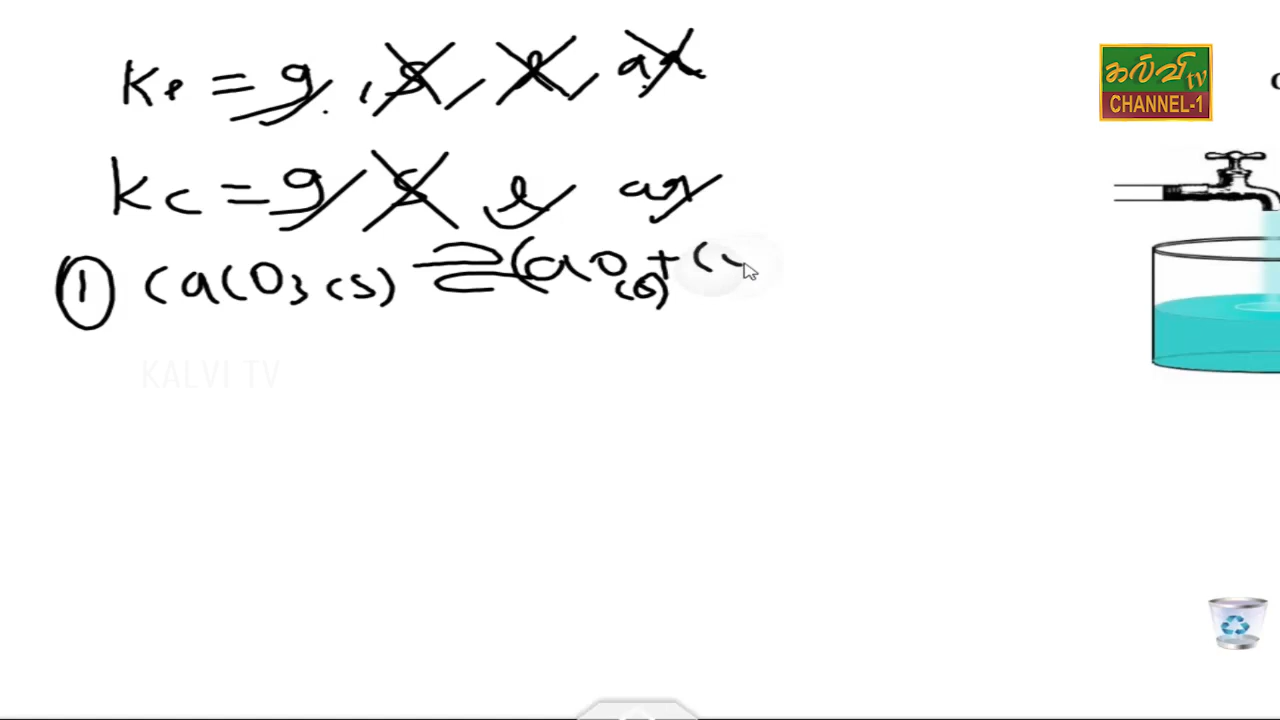 Kp = g, s, l, aq
கல்வி tv
CHANNEL-1
Kc = g s l aq
① CaCO3 (s) ⇌ CaO (s) + C
KALVI TV